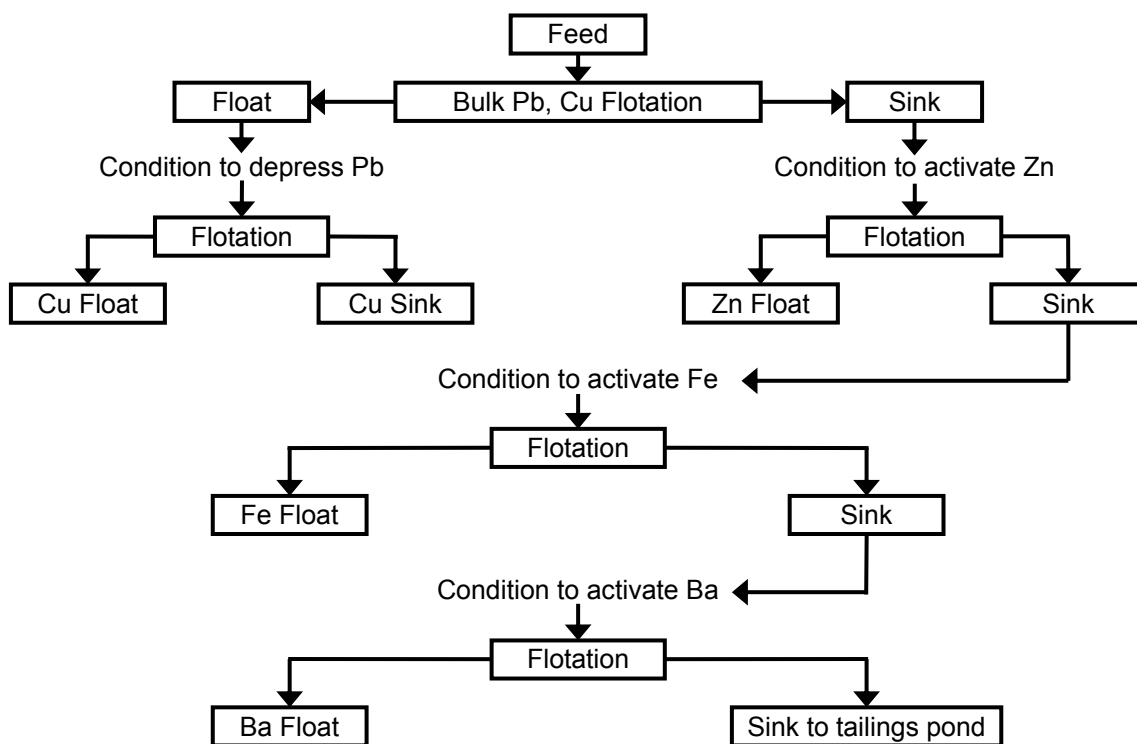 Feed
Float
Bulk Pb, Cu Flotation
Sink
Condition to depress Pb
Condition to activate Zn
Flotation
Flotation
Cu Float
Cu Sink
Zn Float
Sink
Condition to activate Fe
Flotation
Fe Float
Sink
Condition to activate Ba
Flotation
Ba Float
Sink to tailings pond